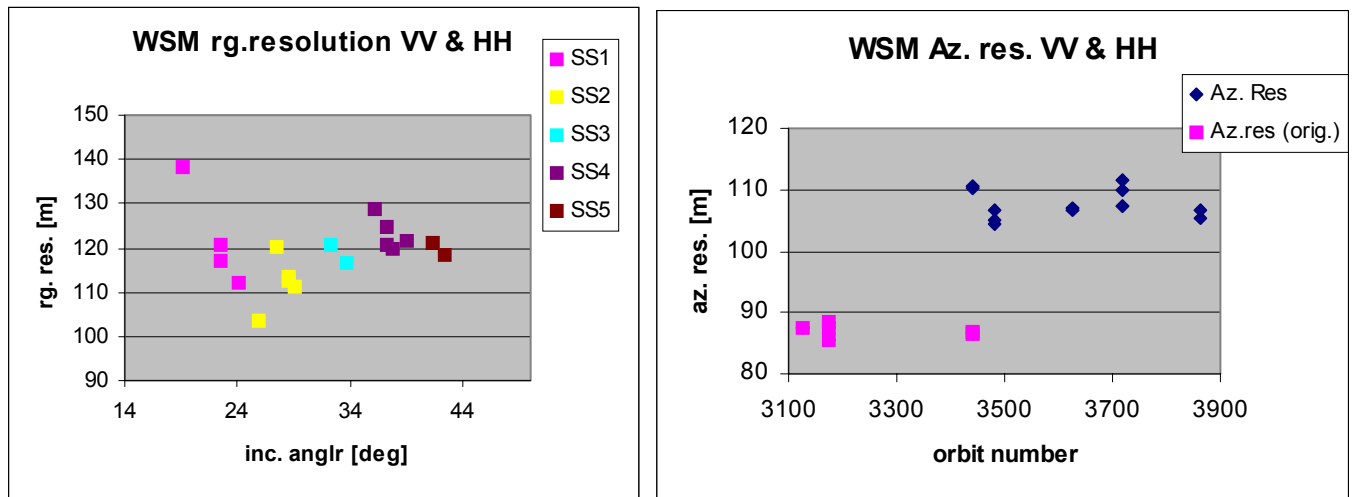 WSM rg.resolution VV & HH
SS1
SS2
SS3
SS4
SS5
150
140
130
120
110
100
90
rg. res. [m]
14 24 34 44
inc. anglr [deg]
WSM Az. res. VV & HH
Az. Res
Az.res (orig.)
120
110
100
90
80
az. res. [m]
3100 3300 3500 3700 3900
orbit number